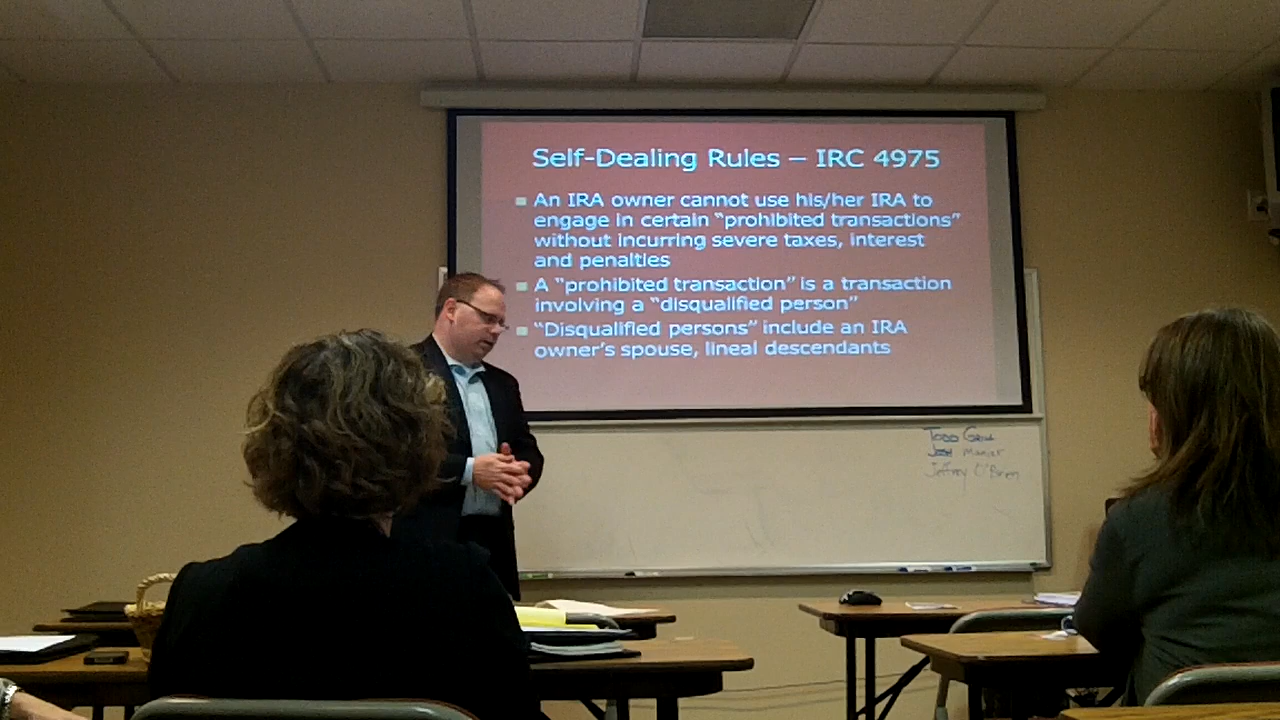 Self-Dealing Rules – IRC 4975
An IRA owner cannot use his/her IRA to
engage in certain “prohibited transactions”
without incurring severe taxes, interest
and penalties
A “prohibited transaction” is a transaction
involving a “disqualified person”
“Disqualified persons” include an IRA
owner’s spouse, lineal descendants
Todd
Josh
Jeffrey O'Brien